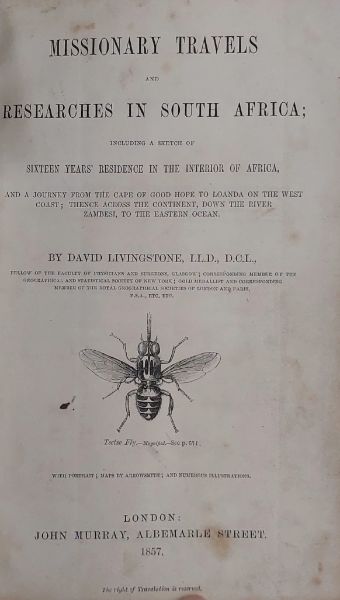 MISSIONARY TRAVELS
AND
RESEARCHES IN SOUTH AFRICA;
INCLUDING A SKETCH OF
SIXTEEN YEARS' RESIDENCE IN THE INTERIOR OF AFRICA,
AND A JOURNEY FROM THE CAPE OF GOOD HOPE TO LOANDA ON THE WEST
COAST; THENCE ACROSS THE CONTINENT, DOWN THE RIVER
ZAMBESI, TO THE EASTERN OCEAN.
BY DAVID LIVINGSTONE, LL.D., D.C.L.,
FELLOW OF THE FACULTY OF PHYSICIANS AND SURGEONS, GLASGOW; CORRESPONDING MEMBER OF THE
GEOGRAPHICAL AND STATISTICAL SOCIETY OF NEW YORK; GOLD MEDALLIST AND CORRESPONDING
MEMBER OF THE ROYAL GEOGRAPHICAL SOCIETIES OF LONDON AND PARIS,
F.S.A., ETC. ETC.
Tsetse Fly.—Magnified.—See p. 571.
WITH PORTRAIT; MAPS BY ARROWSMITH; AND NUMEROUS ILLUSTRATIONS.
LONDON:
JOHN MURRAY, ALBEMARLE STREET.
1857.
The right of Translation is reserved.